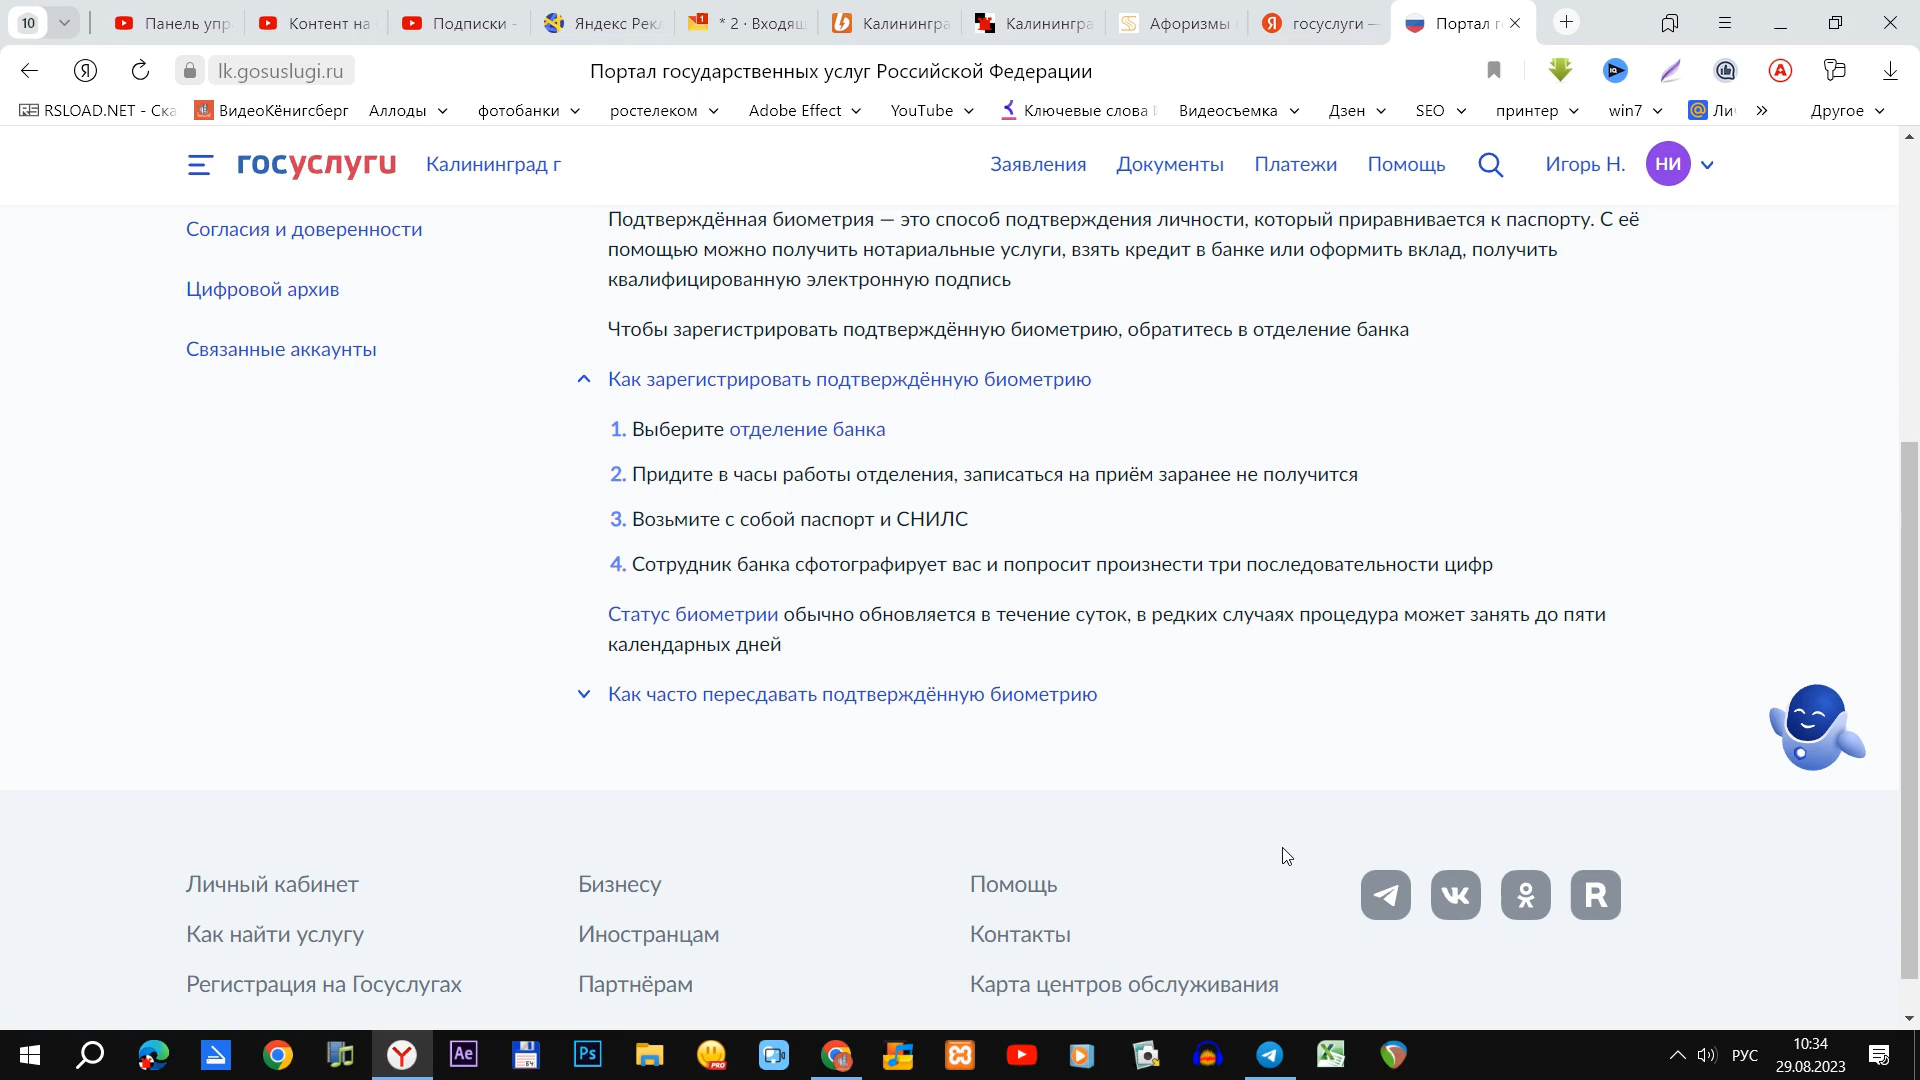 10
Панель упр
Контент на
Подписки -
Яндекс Рек
* 2 · Входящ
Калинингра
Калинингра
Афоризмы
госуслуги —
Портал г
lk.gosuslugi.ru
Портал государственных услуг Российской Федерации
RSLOAD.NET - Ска
ВидеоКёнигсберг
Аллоды
фотобанки
ростелеком
Adobe Effect
YouTube
Ключевые слова
Видеосъемка
Дзен
SEO
принтер
win7
Ли
»
Другое
госуслуги
Калининград г
Заявления
Документы
Платежи
Помощь
Игорь Н.
НИ
Согласия и доверенности
Цифровой архив
Связанные аккаунты
Подтверждённая биометрия — это способ подтверждения личности, который приравнивается к паспорту. С её
помощью можно получить нотариальные услуги, взять кредит в банке или оформить вклад, получить
квалифицированную электронную подпись
Чтобы зарегистрировать подтверждённую биометрию, обратитесь в отделение банка
Как зарегистрировать подтверждённую биометрию
1. Выберите отделение банка
2. Придите в часы работы отделения, записаться на приём заранее не получится
3. Возьмите с собой паспорт и СНИЛС
4. Сотрудник банка сфотографирует вас и попросит произнести три последовательности цифр
Статус биометрии обычно обновляется в течение суток, в редких случаях процедура может занять до пяти
календарных дней
Как часто пересдавать подтверждённую биометрию
Личный кабинет
Бизнесу
Помощь
Как найти услугу
Иностранцам
Контакты
Регистрация на Госуслугах
Партнёрам
Карта центров обслуживания
Ae
64
Ps
PRO
РУС
10:34
29.08.2023